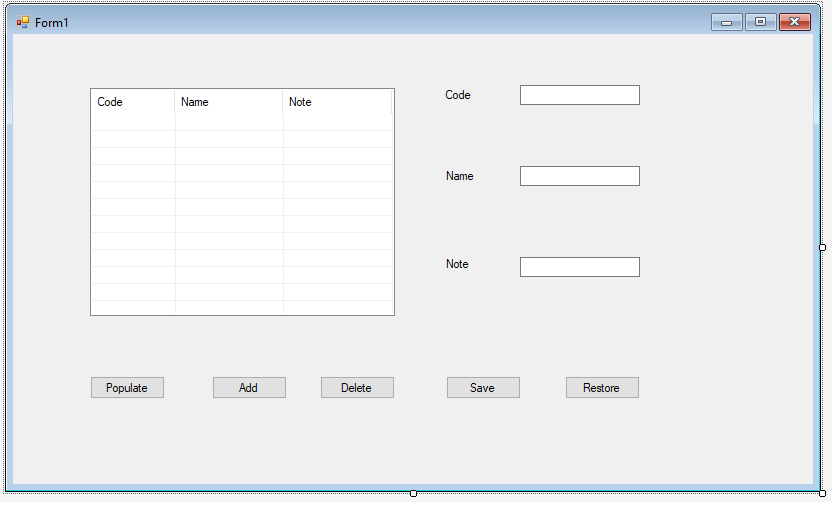 Form1
Code Name Note
Code
Name
Note
Populate Add Delete Save Restore